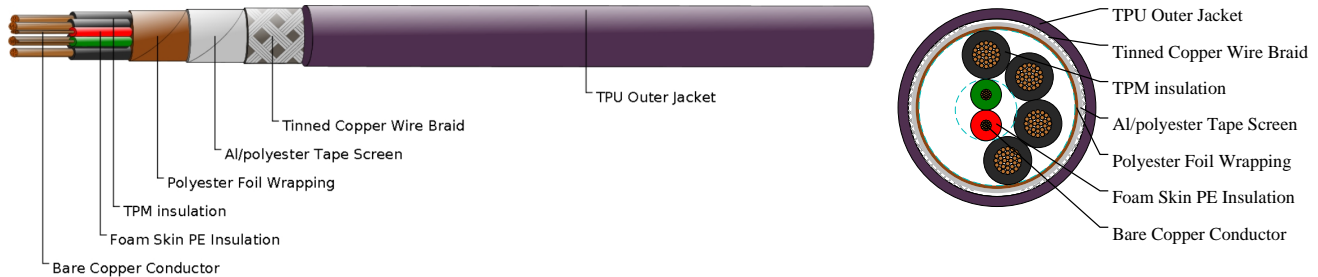 TPU Outer Jacket
Tinned Copper Wire Braid
Al/polyester Tape Screen
Polyester Foil Wrapping
TPM insulation
Foam Skin PE Insulation
Bare Copper Conductor
TPU Outer Jacket
Tinned Copper Wire Braid
TPM insulation
Al/polyester Tape Screen
Polyester Foil Wrapping
Foam Skin PE Insulation
Bare Copper Conductor